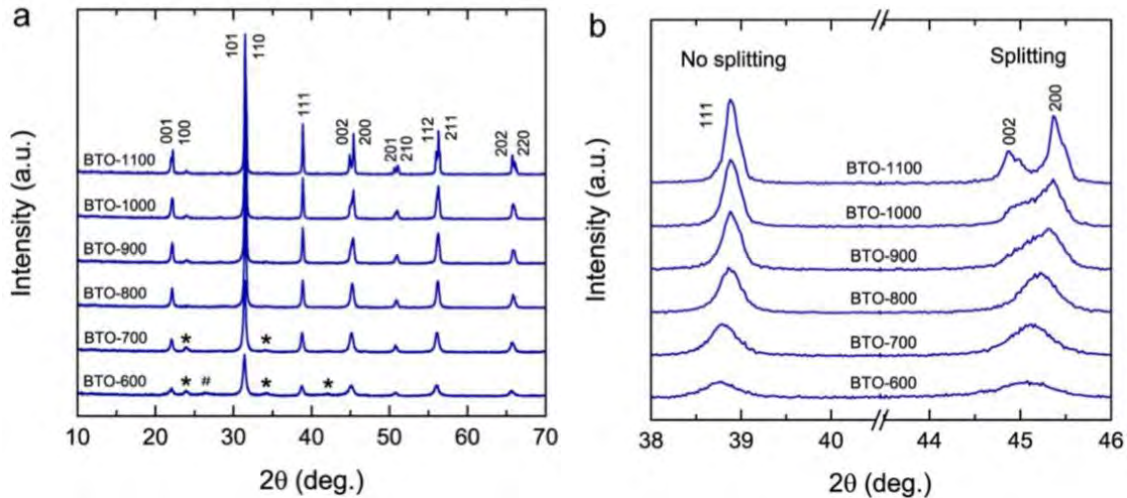 a
Intensity (a.u.)
001
100
101
110
111
002
200
201
210
112
211
202
220
BTO-1100
BTO-1000
BTO-900
BTO-800
BTO-700
*
*
BTO-600
*
#
*
*
10 20 30 40 50 60 70
2θ (deg.)
b
Intensity (a.u.)
No splitting
Splitting
111
002
200
BTO-1100
BTO-1000
BTO-900
BTO-800
BTO-700
BTO-600
38 39 40 44 45 46
2θ (deg.)